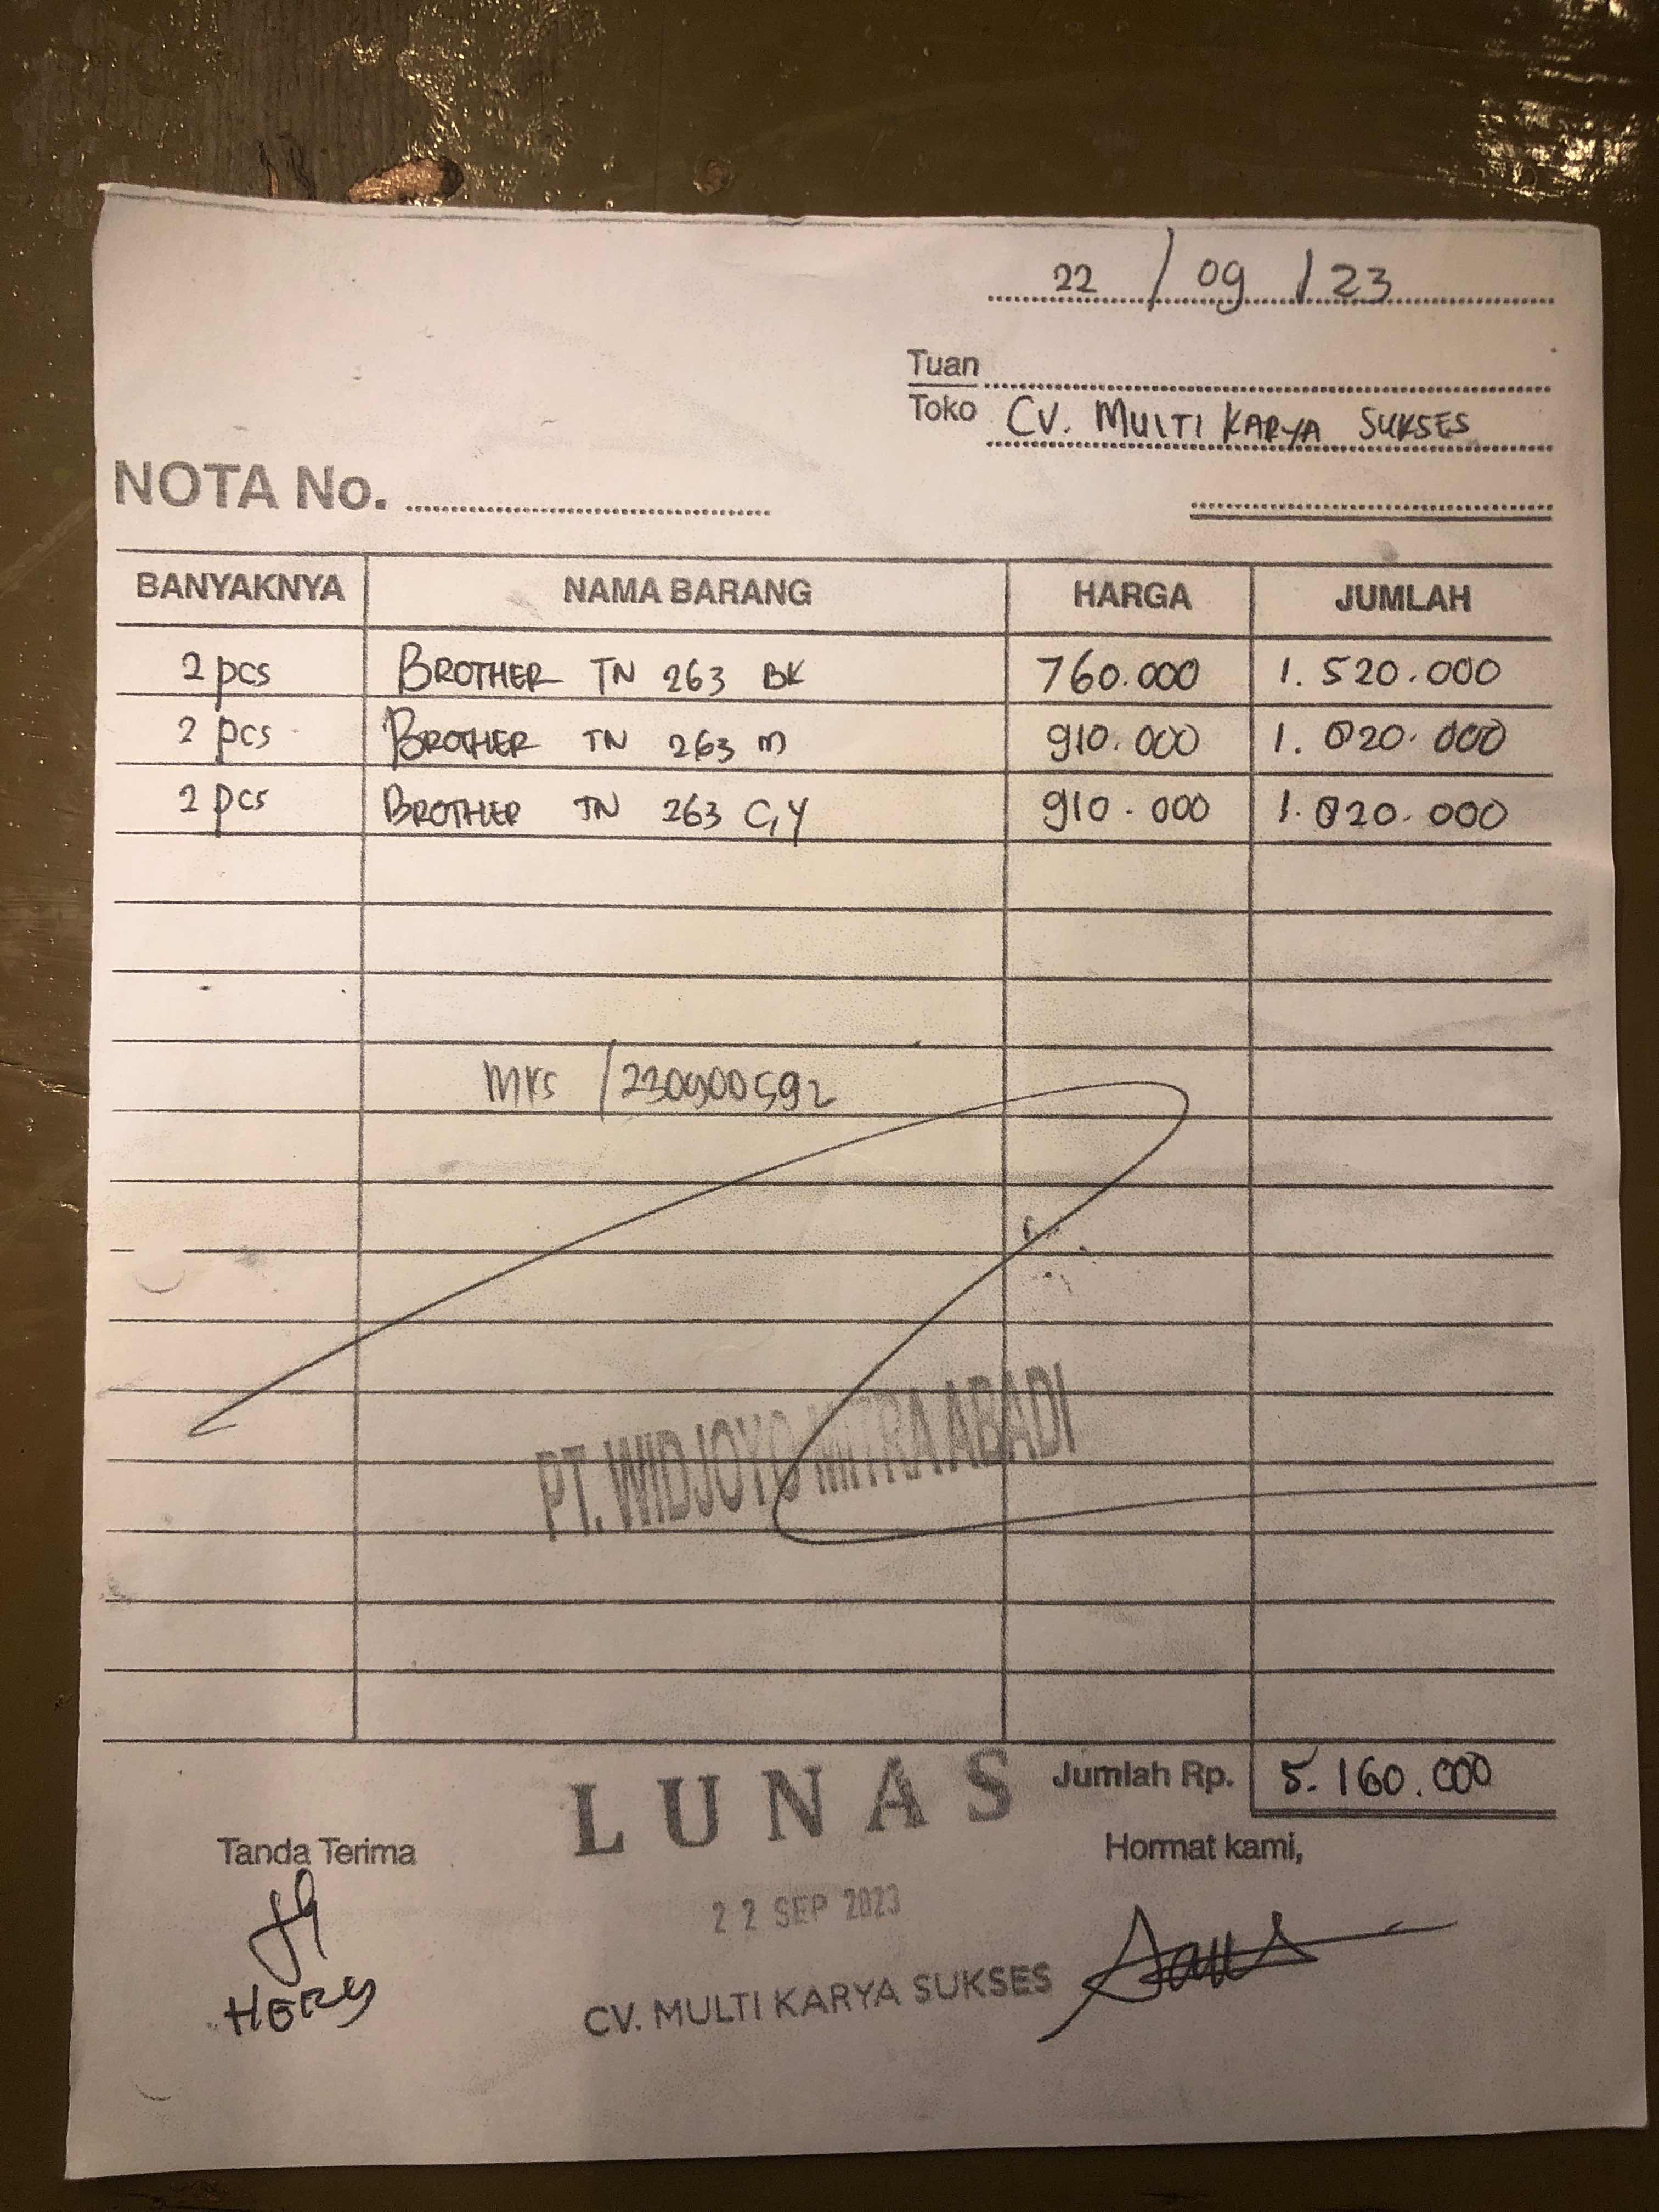 22 / 09 / 23
Tuan
Toko CV. MULTI KARYA SUKSES
NOTA No.
BANYAKNYA NAMA BARANG HARGA JUMLAH
2 pcs BROTHER TN 263 BK 760.000 1.520.000
2 pcs BROTHER TN 263 M 910.000 1.820.000
2 pcs BROTHER TN 263 C,Y 910.000 1.820.000
MKS / 230900592
PT. WIDJOYO MITRA ABADI
LUNAS Jumlah Rp. 5.160.000
Tanda Terima Hormat kami,
22 SEP 2023
HERY
CV. MULTI KARYA SUKSES